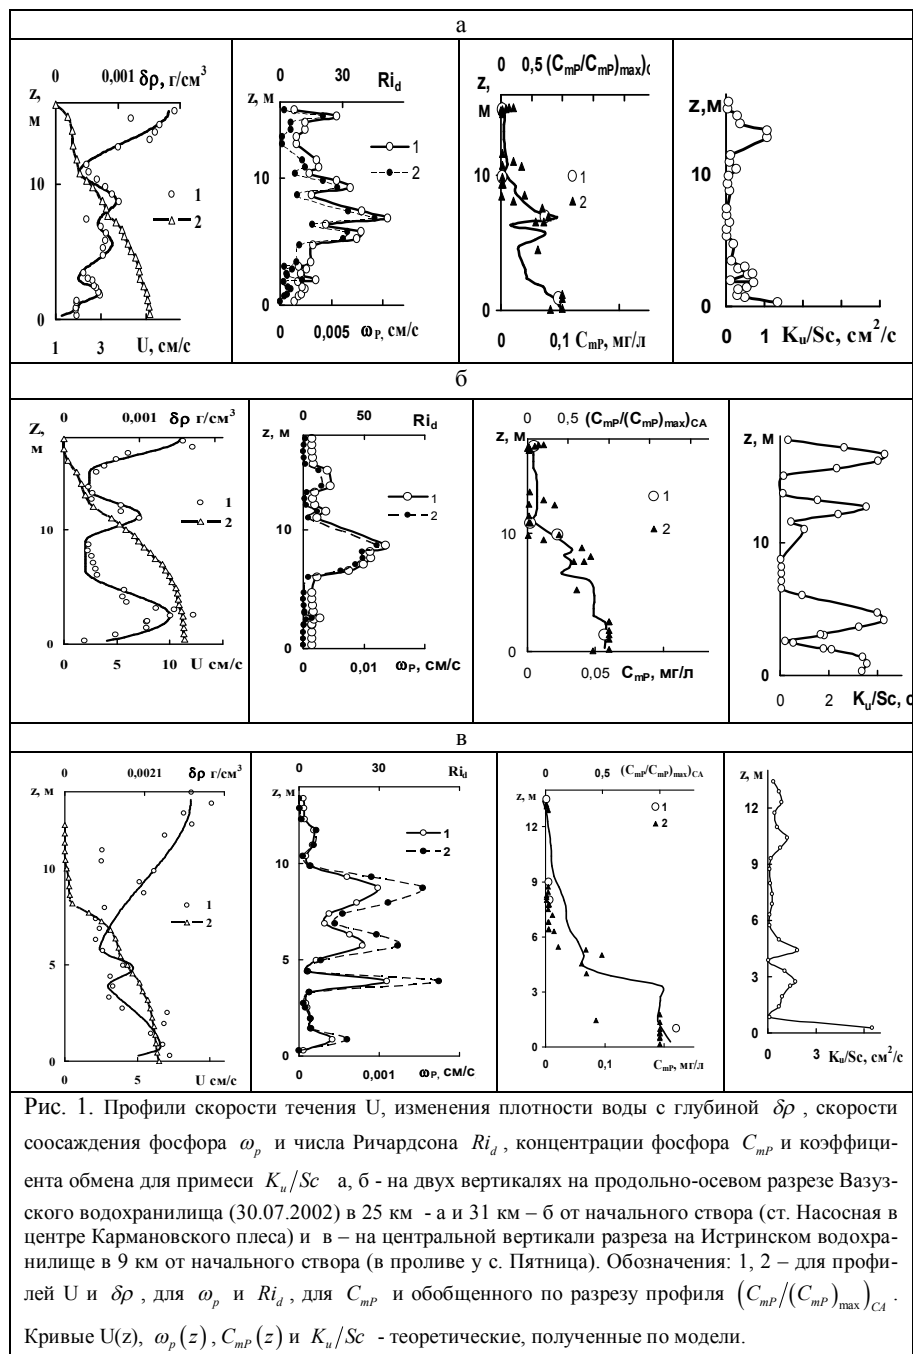 а
0 0,001 δρ, г/см³
z, м
10
0
1 3
U, см/с
1
2
0 30 Ri_d
z, м
10
0
0 0,005 ω_P, см/с
1
2
0 0,5 (C_mP/C_mP)_max)_C
z, м
10
0
0 0,1 C_mP, мг/л
1
2
z,м
10
0
0 1 K_u/Sc, см²/с
б
0 0,001 δρ г/см³
z, м
10
0
0 5 10 U см/с
1
2
0 50 Ri_d
z, м
10
0
0 0,01 ω_P, см/с
1
2
0 0,5 (C_mP/(C_mP)_max)_CA
z, м
10
0
0 0,05 C_mP, мг/л
1
2
z, м
10
0
0 2 K_u/Sc, с
в
0 0,0021 δρ г/см³
z, м
10
5
0
0 5 U см/с
1
2
0 30 Ri_d
z, м
10
5
0
0 0,001 ω_P, см/с
1
2
0 0,5 (C_mP/C_mP)_max)_CA
z, м
12
9
6
3
0
0 0,1 C_mP, мг/л
1
2
z, м
12
9
6
3
0
0 3 K_u/Sc, см²/с
Рис. 1. Профили скорости течения U, изменения плотности воды с глубиной δρ , скорости
соосаждения фосфора ω_p и числа Ричардсона Ri_d , концентрации фосфора C_mP и коэффици-
ента обмена для примеси K_u/Sc а, б - на двух вертикалях на продольно-осевом разрезе Вазуз-
ского водохранилища (30.07.2002) в 25 км - а и 31 км – б от начального створа (ст. Насосная в
центре Кармановского плеса) и в – на центральной вертикали разреза на Истринском водохра-
нилище в 9 км от начального створа (в проливе у с. Пятница). Обозначения: 1, 2 – для профи-
лей U и δρ , для ω_p и Ri_d , для C_mP и обобщенного по разрезу профиля (C_mP/(C_mP)_max)_CA .
Кривые U(z), ω_p(z), C_mP(z) и K_u/Sc - теоретические, полученные по модели.